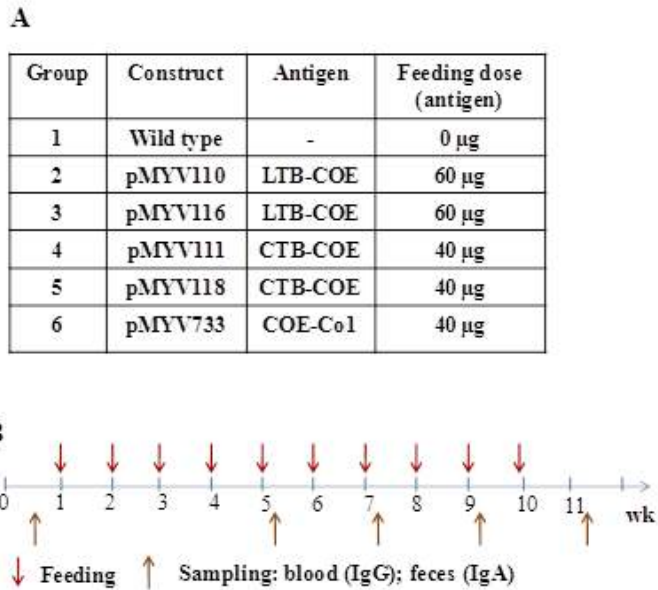 A
Group Construct Antigen Feeding dose (antigen)
1 Wild type - 0 µg
2 pMYV110 LTB-COE 60 µg
3 pMYV116 LTB-COE 60 µg
4 pMYV111 CTB-COE 40 µg
5 pMYV118 CTB-COE 40 µg
6 pMYV733 COE-Co1 40 µg
B
0 1 2 3 4 5 6 7 8 9 10 11 wk
Feeding Sampling: blood (IgG); feces (IgA)